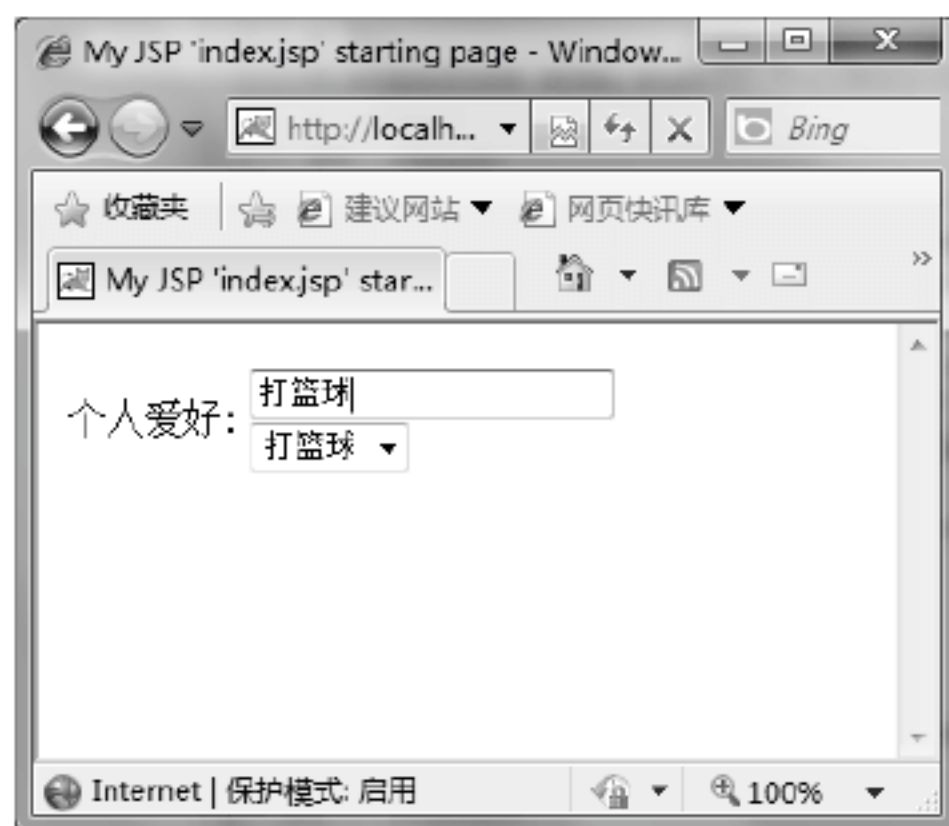 My JSP 'index.jsp' starting page - Window...
http://localh... Bing
收藏夹 建议网站 网页快讯库
My JSP 'index.jsp' star...
个人爱好: 打篮球
打篮球
Internet | 保护模式: 启用 100%